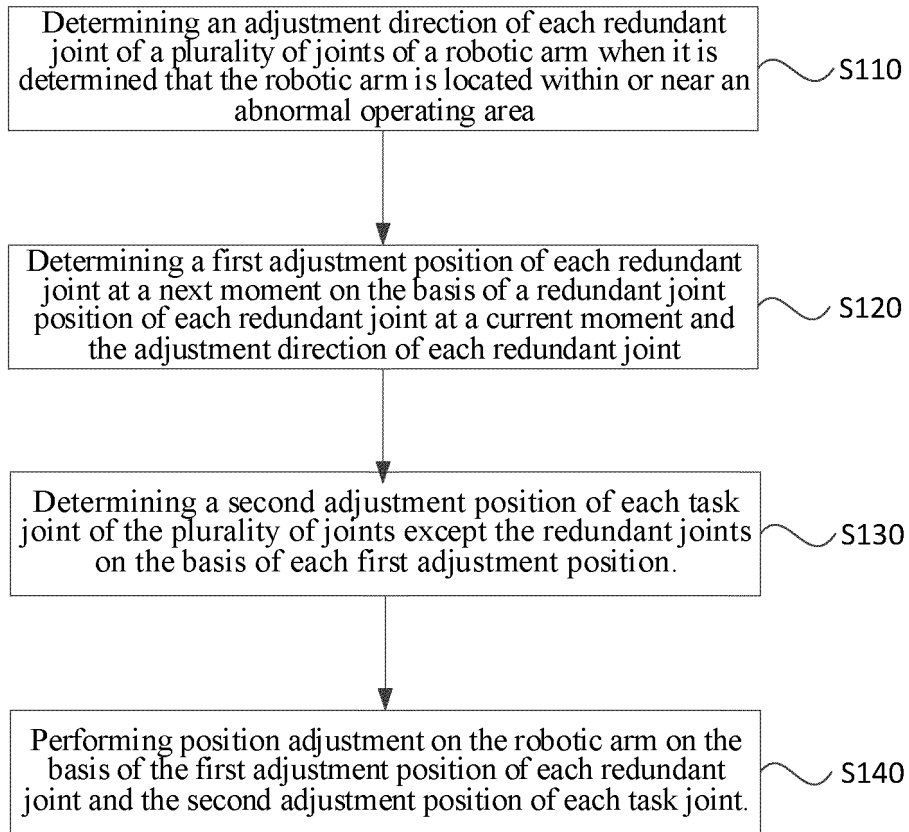 Determining an adjustment direction of each redundant
joint of a plurality of joints of a robotic arm when it is
determined that the robotic arm is located within or near an
abnormal operating area
S110
Determining a first adjustment position of each redundant
joint at a next moment on the basis of a redundant joint
position of each redundant joint at a current moment and
the adjustment direction of each redundant joint
S120
Determining a second adjustment position of each task
joint of the plurality of joints except the redundant joints
on the basis of each first adjustment position.
S130
Performing position adjustment on the robotic arm on the
basis of the first adjustment position of each redundant
joint and the second adjustment position of each task joint.
S140